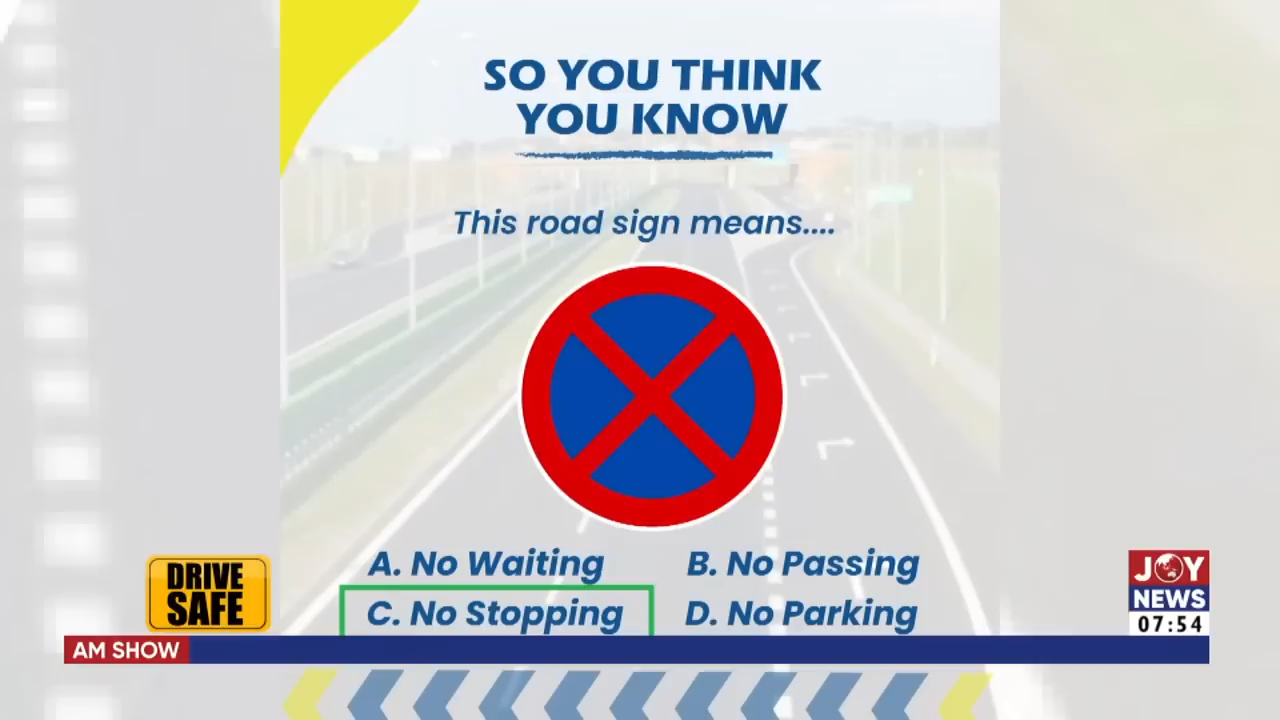 SO YOU THINK
YOU KNOW
This road sign means....
A. No Waiting
B. No Passing
C. No Stopping
D. No Parking
DRIVE
SAFE
JOY
NEWS
07:54
AM SHOW